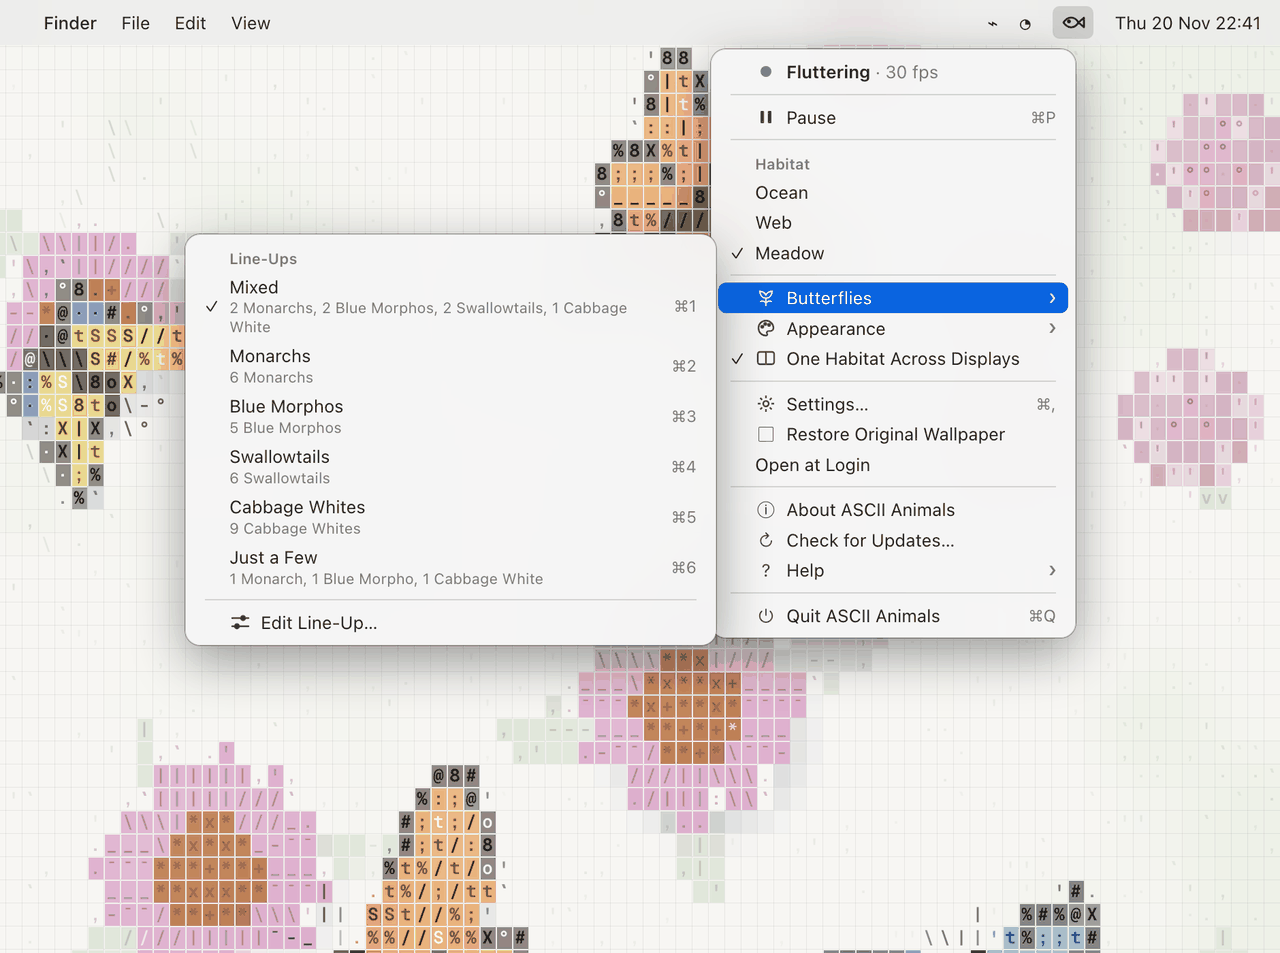 Finder File Edit View Thu 20 Nov 22:41
Fluttering · 30 fps
Pause ⌘P
Habitat
Ocean
Web
✓ Meadow
Butterflies
Appearance
✓ One Habitat Across Displays
Settings... ⌘,
Restore Original Wallpaper
Open at Login
About ASCII Animals
Check for Updates...
? Help
Quit ASCII Animals ⌘Q
Line-Ups
Mixed
✓ 2 Monarchs, 2 Blue Morphos, 2 Swallowtails, 1 Cabbage ⌘1
White
Monarchs
6 Monarchs ⌘2
Blue Morphos
5 Blue Morphos ⌘3
Swallowtails
6 Swallowtails ⌘4
Cabbage Whites
9 Cabbage Whites ⌘5
Just a Few
1 Monarch, 1 Blue Morpho, 1 Cabbage White ⌘6
Edit Line-Up...